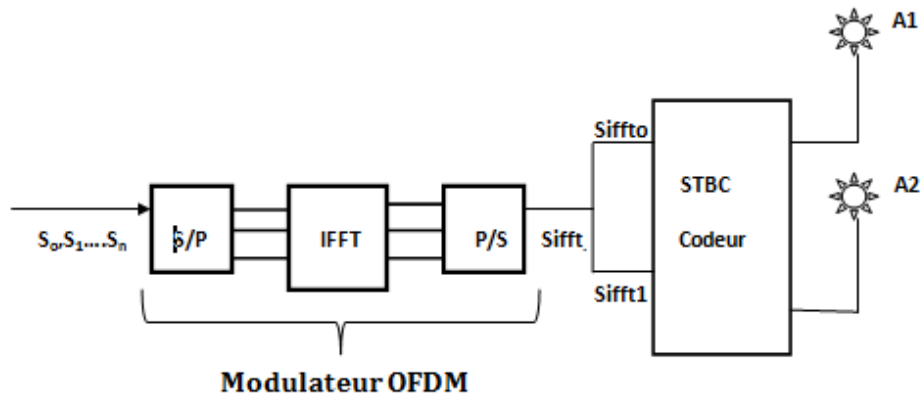 A1
Siffto
STBC
A2
S/P
IFFT
P/S
Codeur
So,S1....Sn
Sifft.
Sifft1
Modulateur OFDM